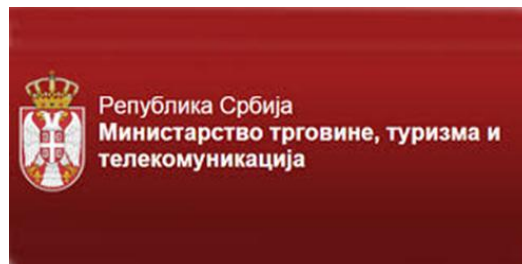 Република Србија
Министарство трговине, туризма и
телекомуникација